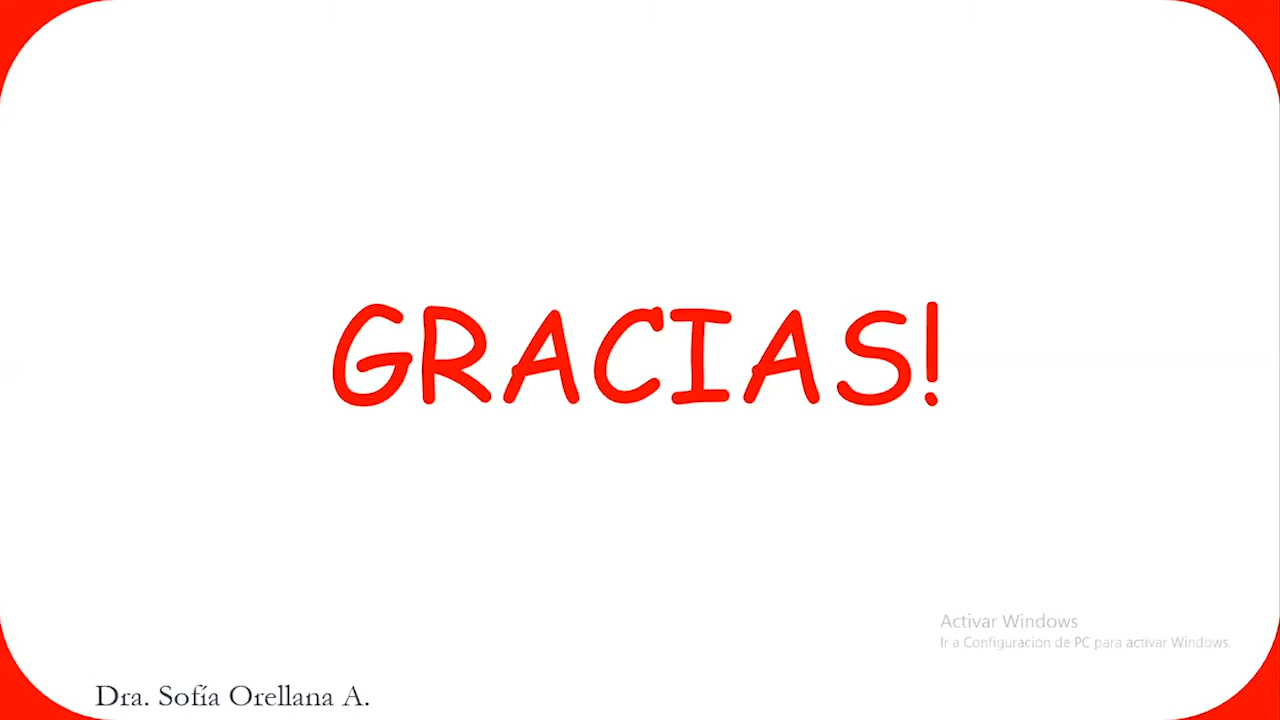 GRACIAS!
Activar Windows
Ir a Configuración de PC para activar Windows.
Dra. Sofía Orellana A.